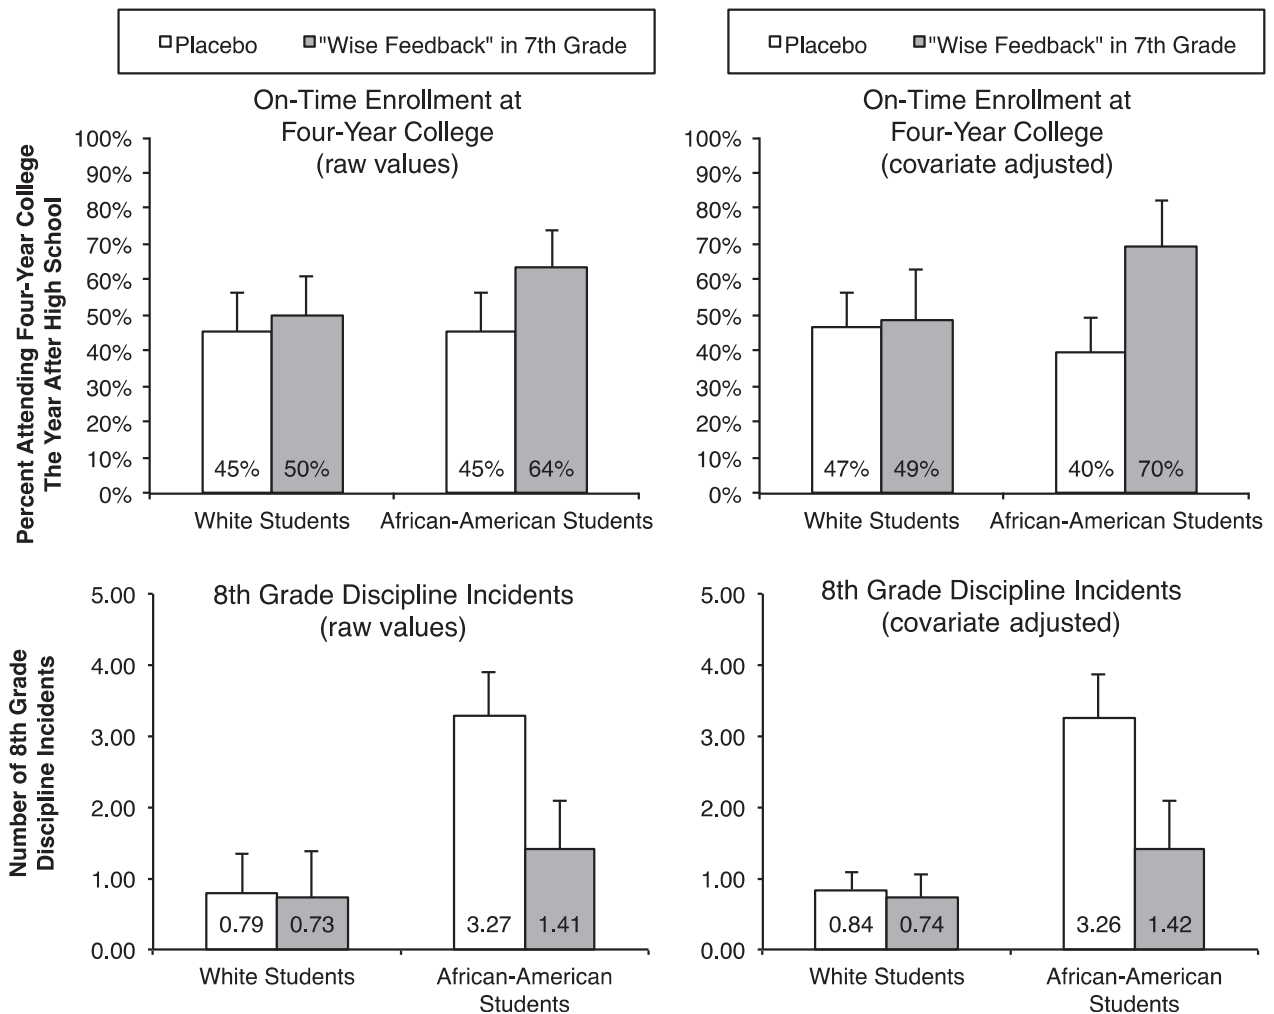 Placebo "Wise Feedback" in 7th Grade
On-Time Enrollment at
Four-Year College
(raw values)
Percent Attending Four-Year College
The Year After High School
100%
90%
80%
70%
60%
50%
40%
30%
20%
10%
0%
45% 50% 45% 64%
White Students African-American Students
Placebo "Wise Feedback" in 7th Grade
On-Time Enrollment at
Four-Year College
(covariate adjusted)
100%
90%
80%
70%
60%
50%
40%
30%
20%
10%
0%
47% 49% 40% 70%
White Students African-American Students
8th Grade Discipline Incidents
(raw values)
Number of 8th Grade
Discipline Incidents
5.00
4.00
3.00
2.00
1.00
0.00
0.79 0.73 3.27 1.41
White Students African-American
Students
8th Grade Discipline Incidents
(covariate adjusted)
5.00
4.00
3.00
2.00
1.00
0.00
0.84 0.74 3.26 1.42
White Students African-American
Students